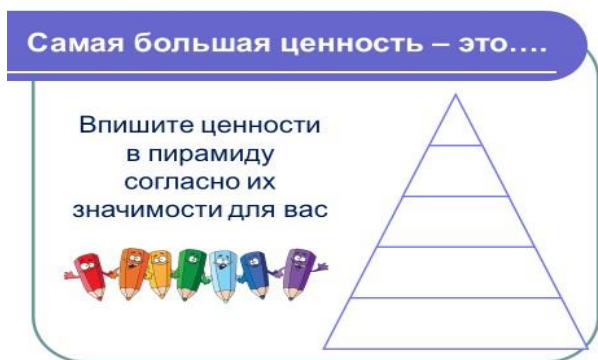 Самая большая ценность – это....
Впишите ценности
в пирамиду
согласно их
значимости для вас